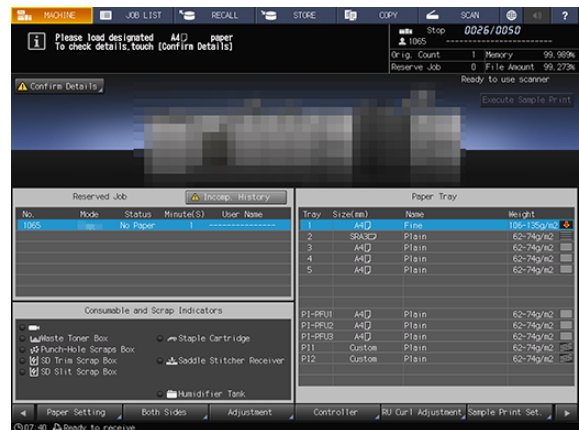 MACHINE JOB LIST RECALL STORE COPY SCAN ?
Please load designated A4 paper
To check details,touch [Confirm Details]
Stop 0026/0050
1065 ----------------------
Orig. Count 1 Memory 99.989%
Reserve Job 0 File Amount 99.273%
Ready to use scanner
Confirm Details
Execute Sample Print
Reserved Job Incomp. History
No. Mode Status Minute(S) User Name
1065 No Paper 1 ---------------
Paper Tray
Tray Size(mm) Name Weight
1 A4 Fine 106-135g/m2
2 SRA3 Plain 62-74g/m2
3 A4 Plain 62-74g/m2
4 A4 Plain 62-74g/m2
5 A4 Plain 62-74g/m2
PI-PFU1 A4 Plain 62-74g/m2
PI-PFU2 A4 Plain 62-74g/m2
PI-PFU3 A4 Plain 62-74g/m2
PI1 Custom Plain 62-74g/m2
PI2 Custom Plain 62-74g/m2
Consumable and Scrap Indicators
Waste Toner Box Staple Cartridge
Punch-Hole Scraps Box
SD Trim Scrap Box Saddle Stitcher Receiver
SD Slit Scrap Box
Humidifier Tank
Paper Setting Both Sides Adjustment Controller RU Curl Adjustment Sample Print Set.
07:40 Ready to receive